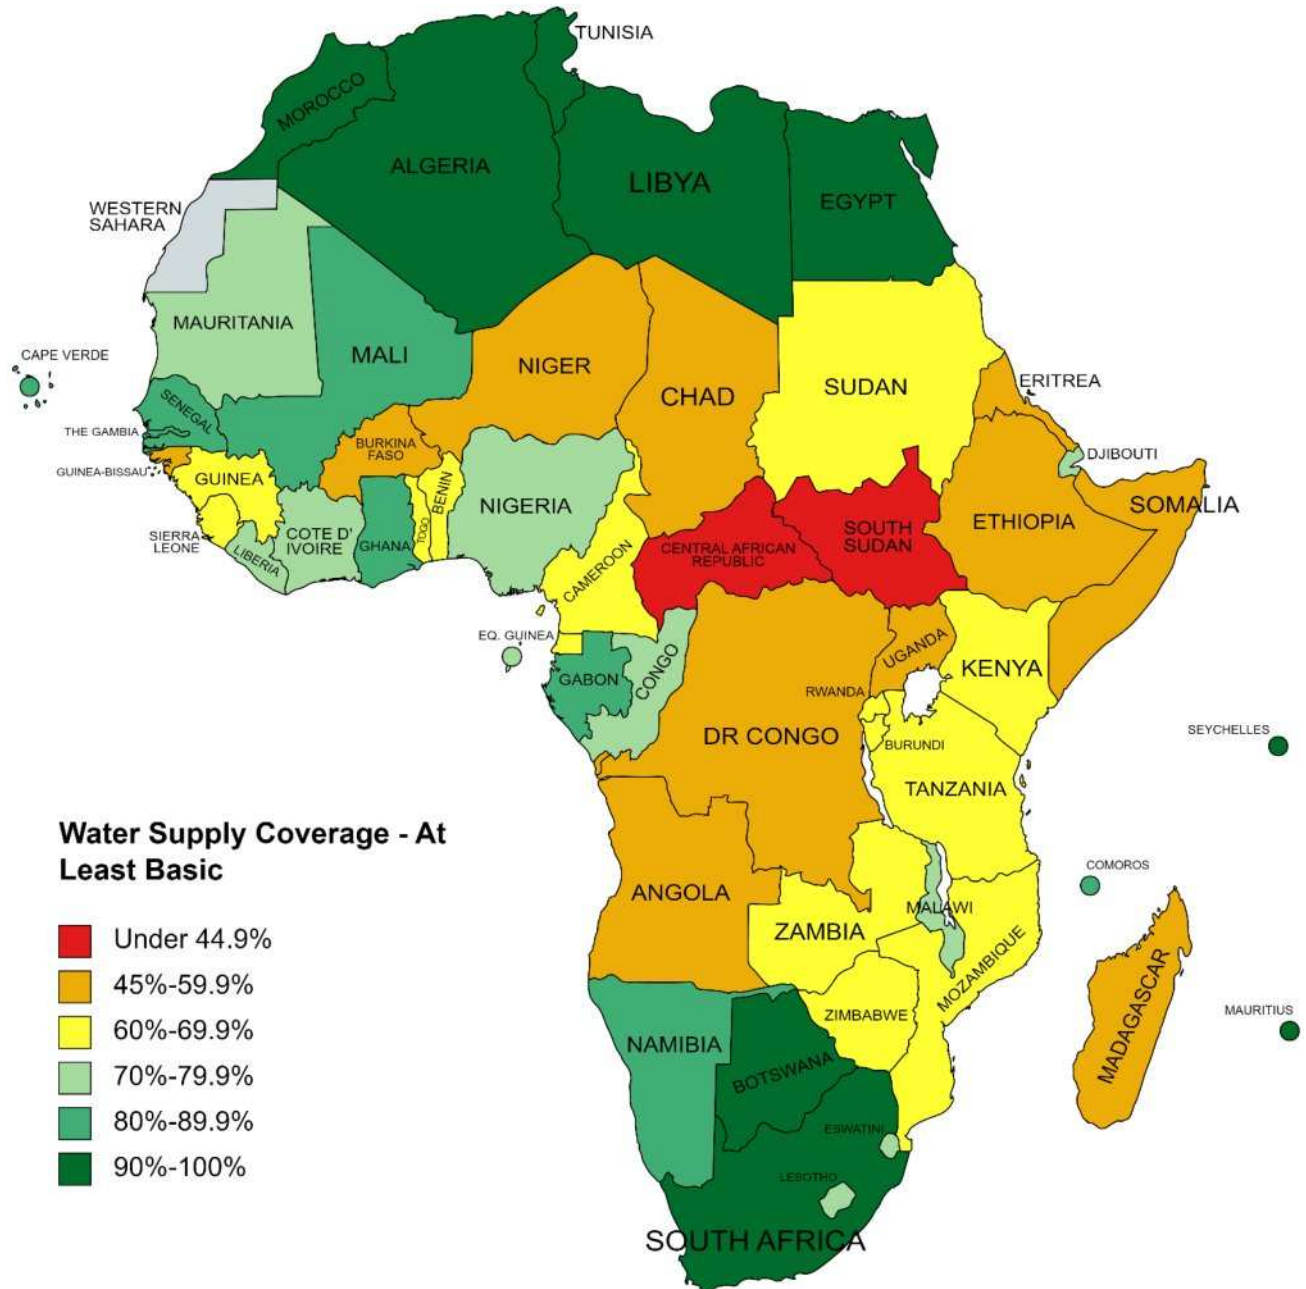 TUNISIA
MOROCCO
ALGERIA
LIBYA
EGYPT
WESTERN
SAHARA
MAURITANIA
MALI
NIGER
CHAD
SUDAN
ERITREA
CAPE VERDE
SENEGAL
THE GAMBIA
GUINEA-BISSAU
GUINEA
BURKINA
FASO
BENIN
TOGO
NIGERIA
DJIBOUTI
SOMALIA
ETHIOPIA
SOUTH
SUDAN
CENTRAL AFRICAN
REPUBLIC
SIERRA
LEONE
LIBERIA
COTE D'
IVOIRE
GHANA
CAMEROON
EQ. GUINEA
GABON
CONGO
UGANDA
KENYA
RWANDA
DR CONGO
BURUNDI
TANZANIA
SEYCHELLES
COMOROS
ANGOLA
ZAMBIA
MALAWI
MOZAMBIQUE
MADAGASCAR
MAURITIUS
ZIMBABWE
NAMIBIA
BOTSWANA
ESWATINI
LESOTHO
SOUTH AFRICA
Water Supply Coverage - At
Least Basic
Under 44.9%
45%-59.9%
60%-69.9%
70%-79.9%
80%-89.9%
90%-100%